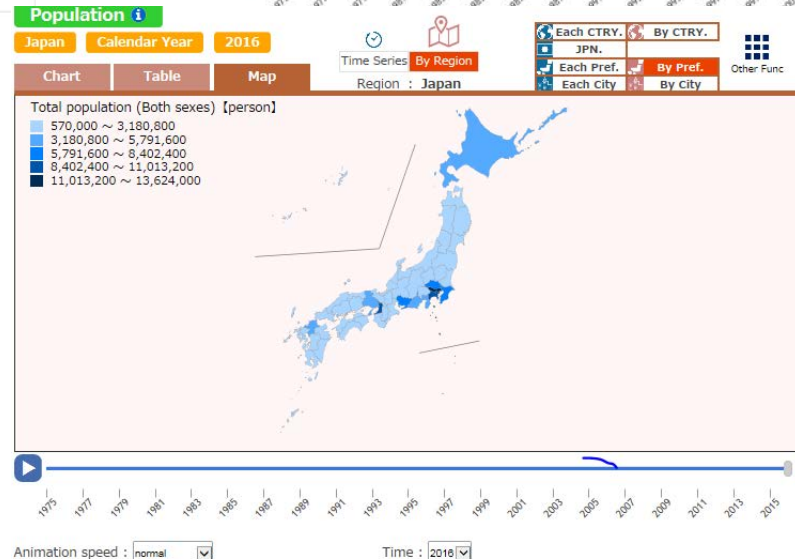 Population i
Japan Calendar Year 2016
Time Series By Region
Region : Japan
Each CTRY. By CTRY.
JPN.
Each Pref. By Pref.
Each City By City
Other Func
Chart Table Map
Total population (Both sexes)【person】
570,000 ~ 3,180,800
3,180,800 ~ 5,791,600
5,791,600 ~ 8,402,400
8,402,400 ~ 11,013,200
11,013,200 ~ 13,624,000
1975 1977 1979 1981 1983 1985 1987 1989 1991 1993 1995 1997 1999 2001 2003 2005 2007 2009 2011 2013 2015
Animation speed : normal Time : 2016